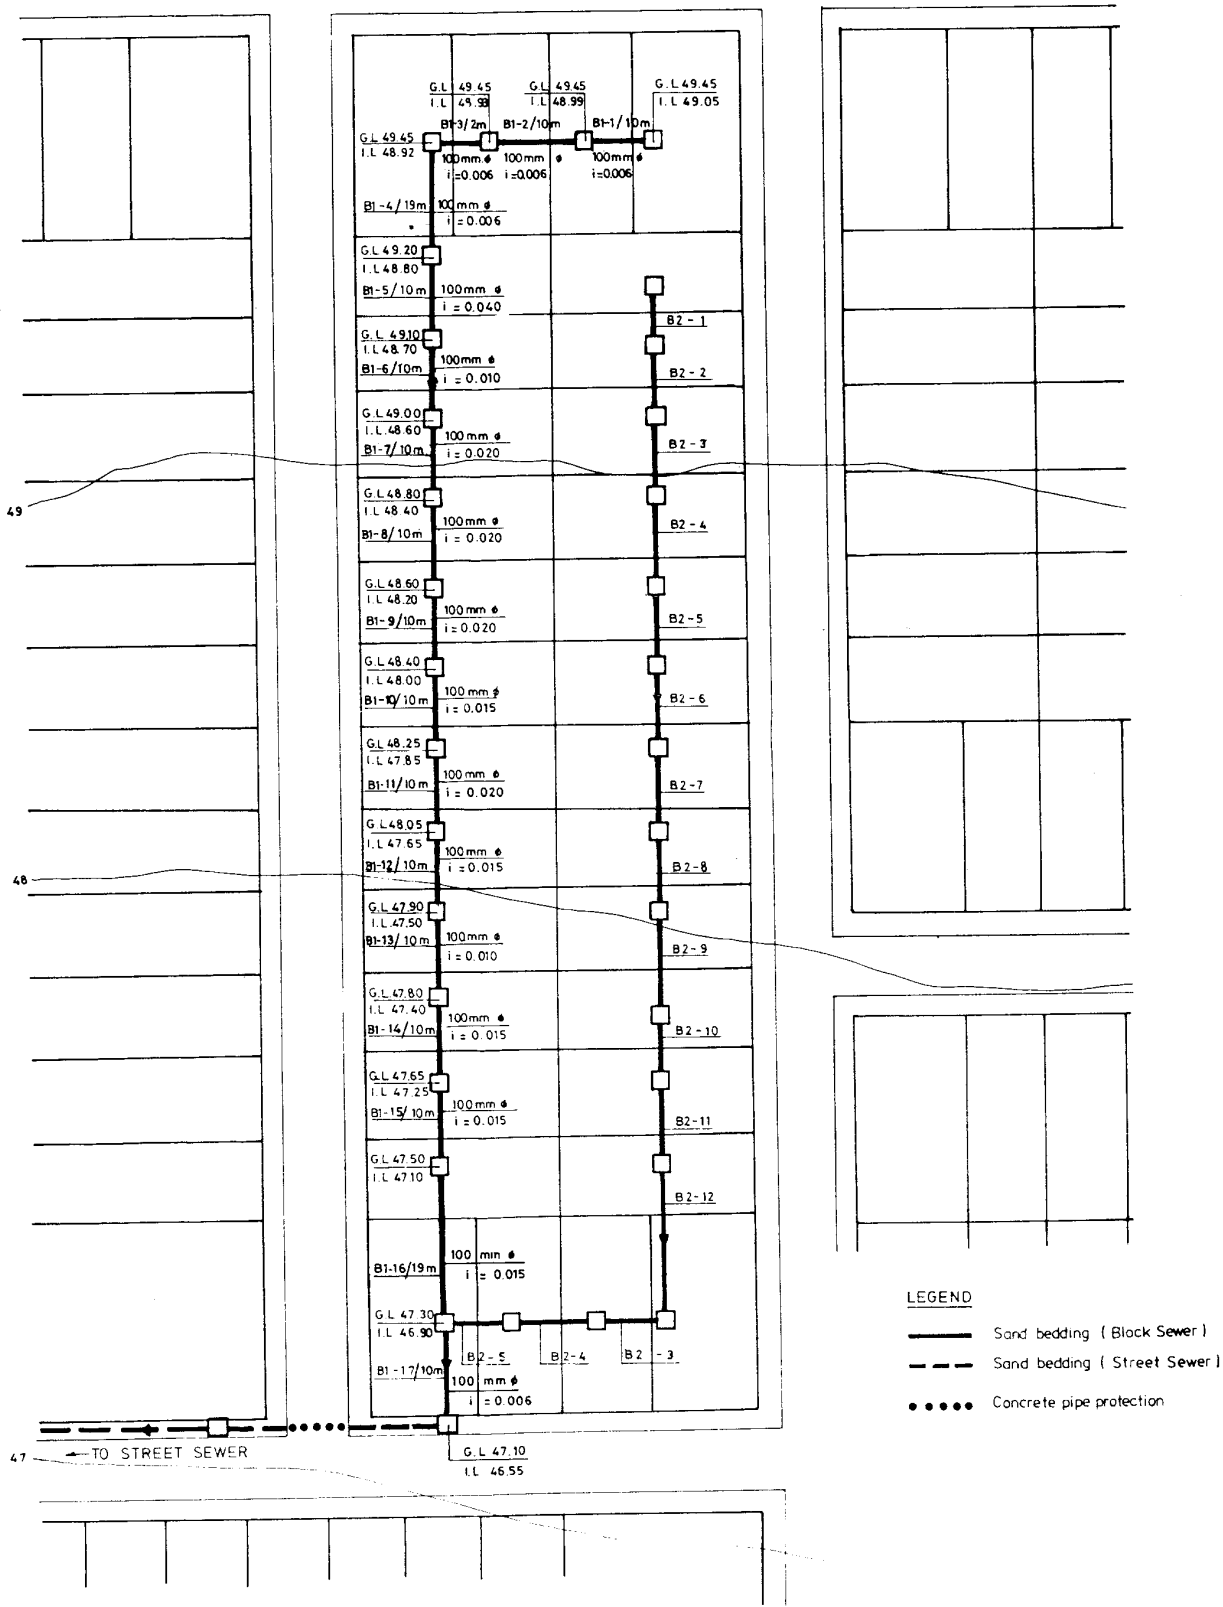 G.L 49.45
I.L 49.93
G.L 49.45
I.L 48.99
G.L 49.45
I.L 49.05
B1-3/2m
B1-2/10m
B1-1/10m
G.L 49.45
I.L 48.92
100mm ø
i=0.006
100mm ø
i=0.006
100mm ø
i=0.006
B1-4/19m
100mm ø
i = 0.006
G.L 49.20
I.L 48.80
B1-5/10m
100mm ø
i = 0.040
B2-1
G.L 49.10
I.L 48.70
B1-6/10m
100mm ø
i = 0.010
B2-2
G.L 49.00
I.L 48.60
B1-7/10m
100mm ø
i = 0.020
B2-3
49
G.L 48.80
I.L 48.40
B1-8/10m
100mm ø
i = 0.020
B2-4
G.L 48.60
I.L 48.20
B1-9/10m
100mm ø
i = 0.020
B2-5
G.L 48.40
I.L 48.00
B1-10/10m
100mm ø
i = 0.015
B2-6
G.L 48.25
I.L 47.85
B1-11/10m
100mm ø
i = 0.020
B2-7
G.L 48.05
I.L 47.65
B1-12/10m
100mm ø
i = 0.015
B2-8
48
G.L 47.90
I.L 47.50
B1-13/10m
100mm ø
i = 0.010
B2-9
G.L 47.80
I.L 47.40
B1-14/10m
100mm ø
i = 0.015
B2-10
G.L 47.65
I.L 47.25
B1-15/10m
100mm ø
i = 0.015
B2-11
G.L 47.50
I.L 47.10
B2-12
B1-16/19m
100 mm ø
i = 0.015
G.L 47.30
I.L 46.90
B2-5
B2-4
B2-3
B1-17/10m
100 mm ø
i = 0.006
47
TO STREET SEWER
G.L 47.10
I.L 46.55
LEGEND
Sand bedding (Block Sewer)
Sand bedding (Street Sewer)
Concrete pipe protection